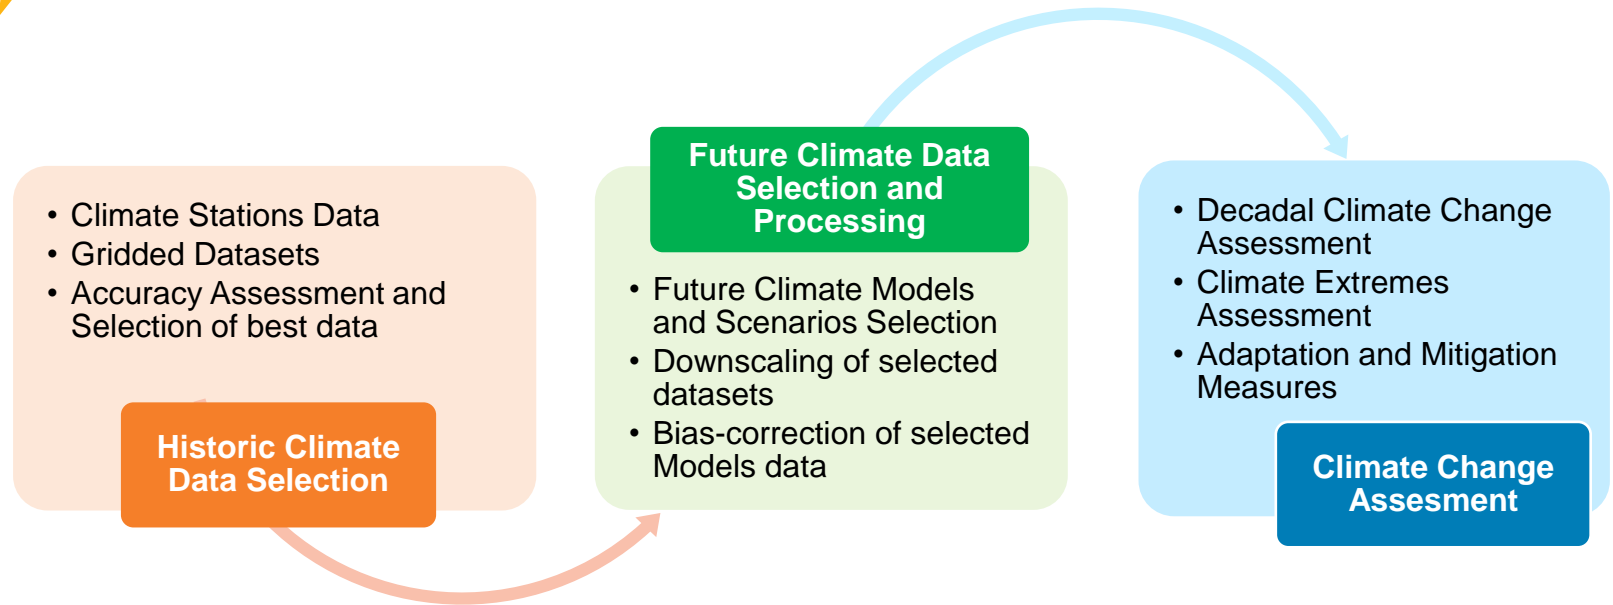 • Climate Stations Data
• Gridded Datasets
• Accuracy Assessment and
Selection of best data
Historic Climate
Data Selection
Future Climate Data
Selection and
Processing
• Future Climate Models
and Scenarios Selection
• Downscaling of selected
datasets
• Bias-correction of selected
Models data
• Decadal Climate Change
Assessment
• Climate Extremes
Assessment
• Adaptation and Mitigation
Measures
Climate Change
Assesment